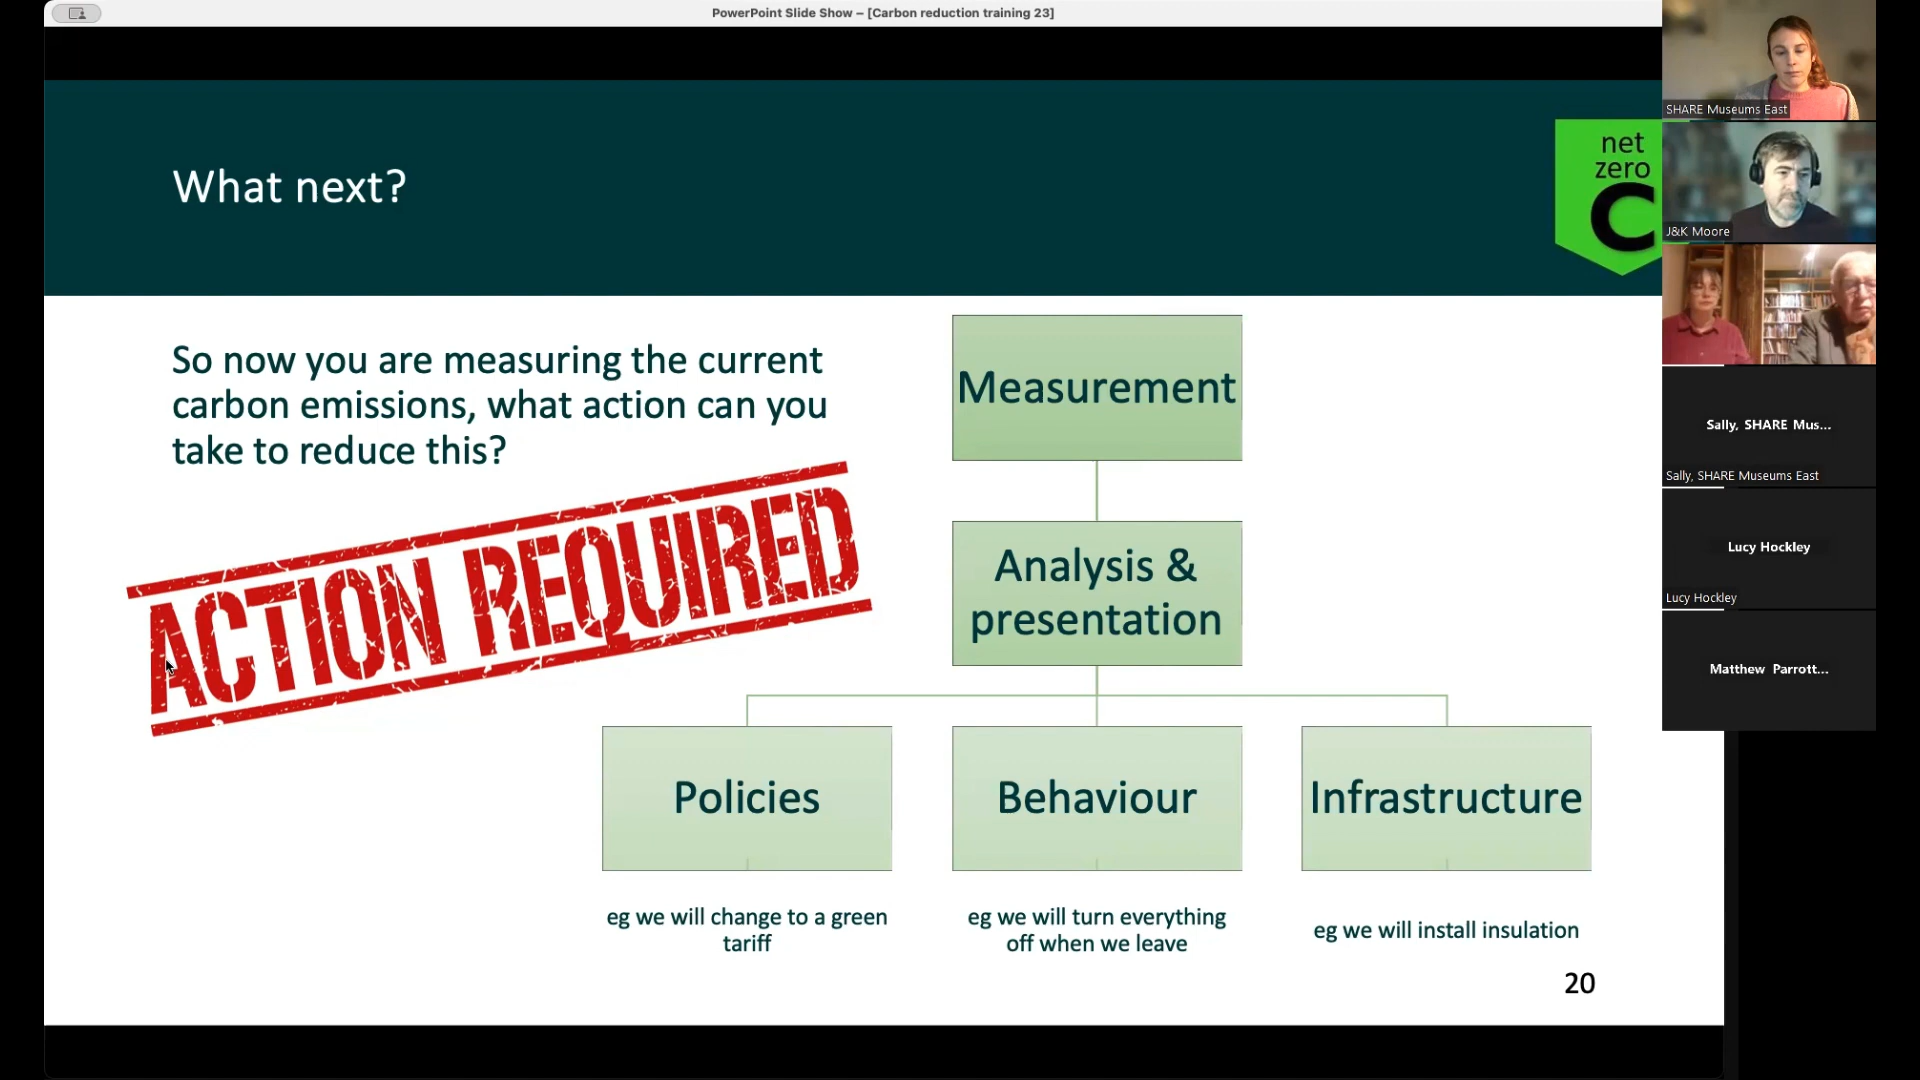 PowerPoint Slide Show – [Carbon reduction training 23]
What next?
net
zero
C
So now you are measuring the current
carbon emissions, what action can you
take to reduce this?
ACTION REQUIRED
Measurement
Analysis &
presentation
Policies
Behaviour
Infrastructure
eg we will change to a green
tariff
eg we will turn everything
off when we leave
eg we will install insulation
20
SHARE Museums East
J&K Moore
Sally, SHARE Mus...
Sally, SHARE Museums East
Lucy Hockley
Lucy Hockley
Matthew Parrott...